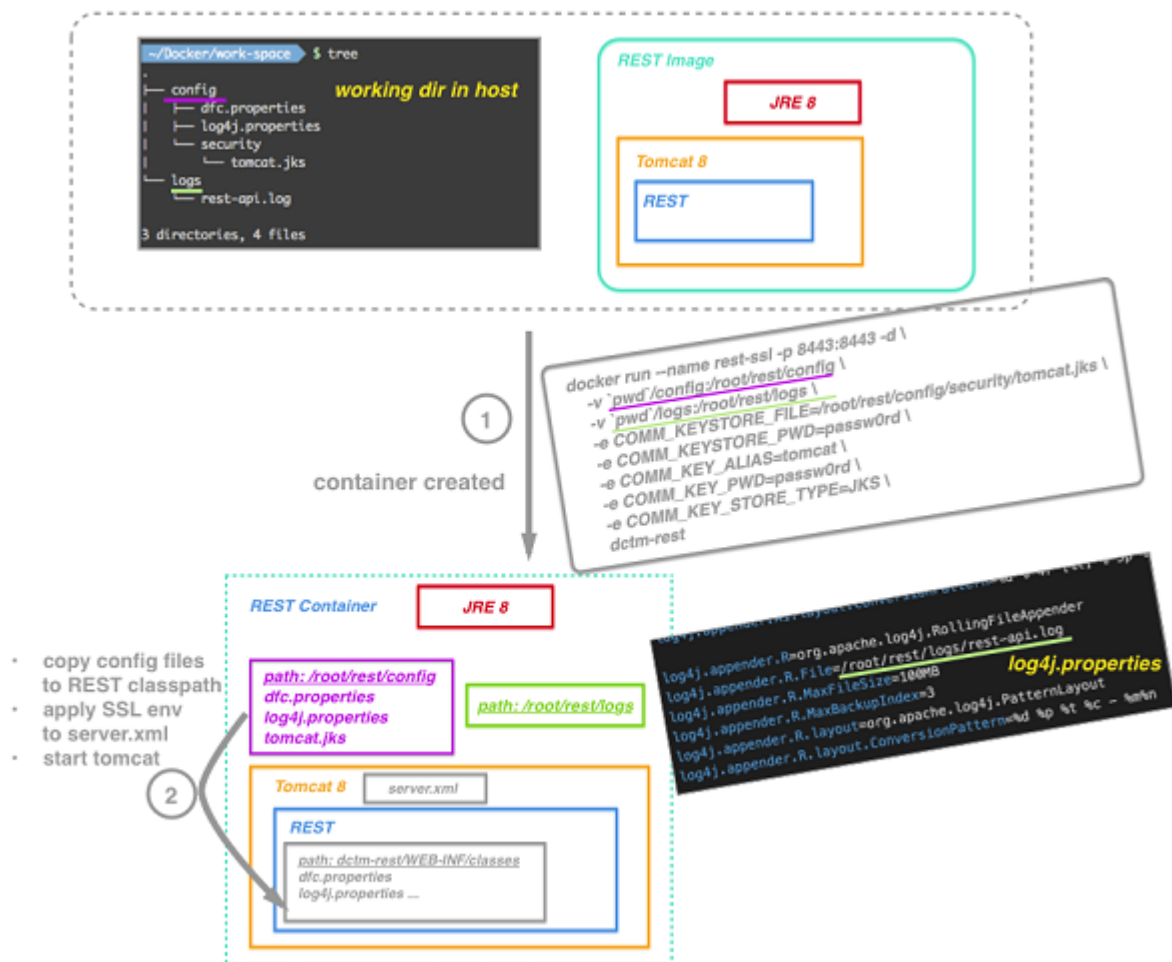 ~/Docker/work-space $ tree
.
├── config
│   ├── dfc.properties
│   ├── log4j.properties
│   └── security
│       └── tomcat.jks
└── logs
    └── rest-api.log
3 directories, 4 files
working dir in host
REST Image
JRE 8
Tomcat 8
REST
1
container created
docker run --name rest-ssl -p 8443:8443 -d \
-v `pwd`/config:/root/rest/config \
-v `pwd`/logs:/root/rest/logs \
-e COMM_KEYSTORE_FILE=/root/rest/config/security/tomcat.jks \
-e COMM_KEYSTORE_PWD=passw0rd \
-e COMM_KEY_ALIAS=tomcat \
-e COMM_KEY_PWD=passw0rd \
-e COMM_KEY_STORE_TYPE=JKS \
dctm-rest
REST Container
JRE 8
path: /root/rest/config
dfc.properties
log4j.properties
tomcat.jks
path: /root/rest/logs
• copy config files
to REST classpath
• apply SSL env
to server.xml
• start tomcat
2
Tomcat 8
server.xml
REST
path: dctm-rest/WEB-INF/classes
dfc.properties
log4j.properties ...
log4j.appender.R=org.apache.log4j.RollingFileAppender
log4j.appender.R.File=/root/rest/logs/rest-api.log
log4j.appender.R.MaxFileSize=100MB
log4j.appender.R.MaxBackupIndex=3
log4j.appender.R.layout=org.apache.log4j.PatternLayout
log4j.appender.R.layout.ConversionPattern=%d %p %t %c - %m%n
log4j.properties